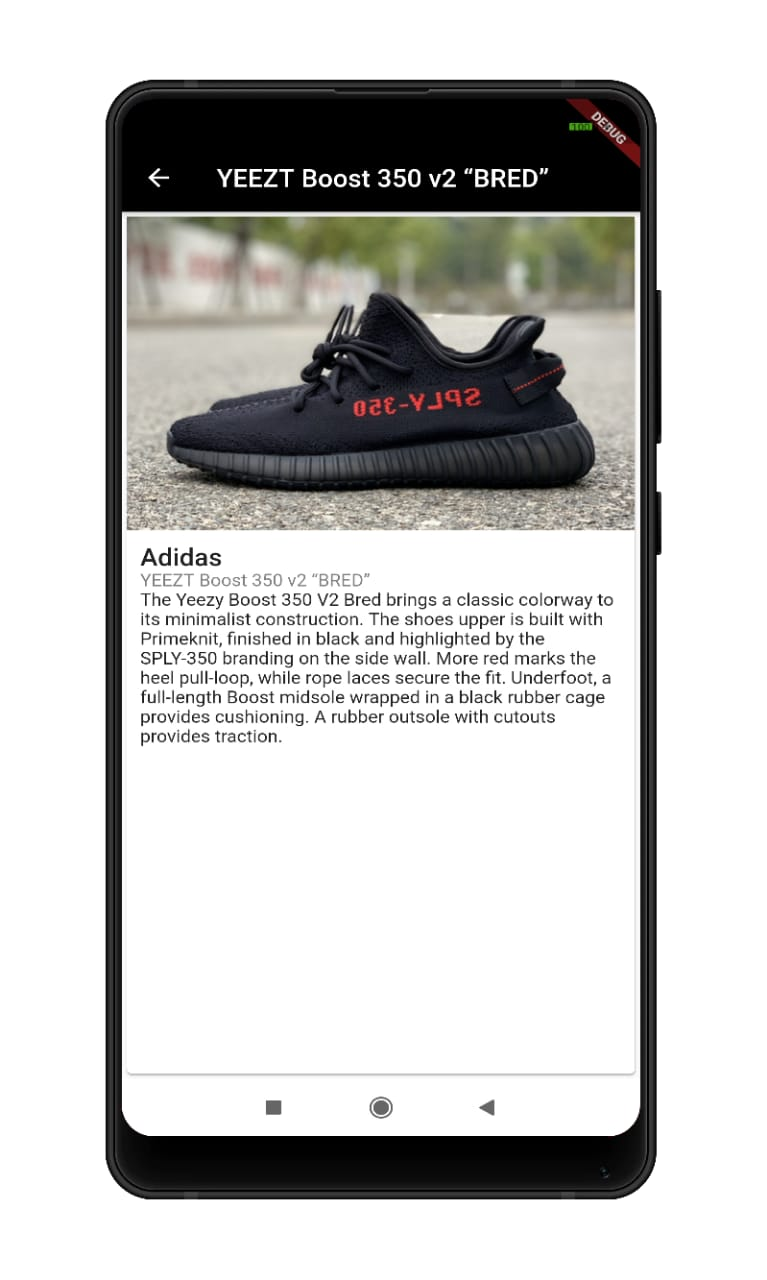 100
DEBUG
YEEZT Boost 350 v2 “BRED”
SPLY-350
Adidas
YEEZT Boost 350 v2 “BRED”
The Yeezy Boost 350 V2 Bred brings a classic colorway to
its minimalist construction. The shoes upper is built with
Primeknit, finished in black and highlighted by the
SPLY-350 branding on the side wall. More red marks the
heel pull-loop, while rope laces secure the fit. Underfoot, a
full-length Boost midsole wrapped in a black rubber cage
provides cushioning. A rubber outsole with cutouts
provides traction.